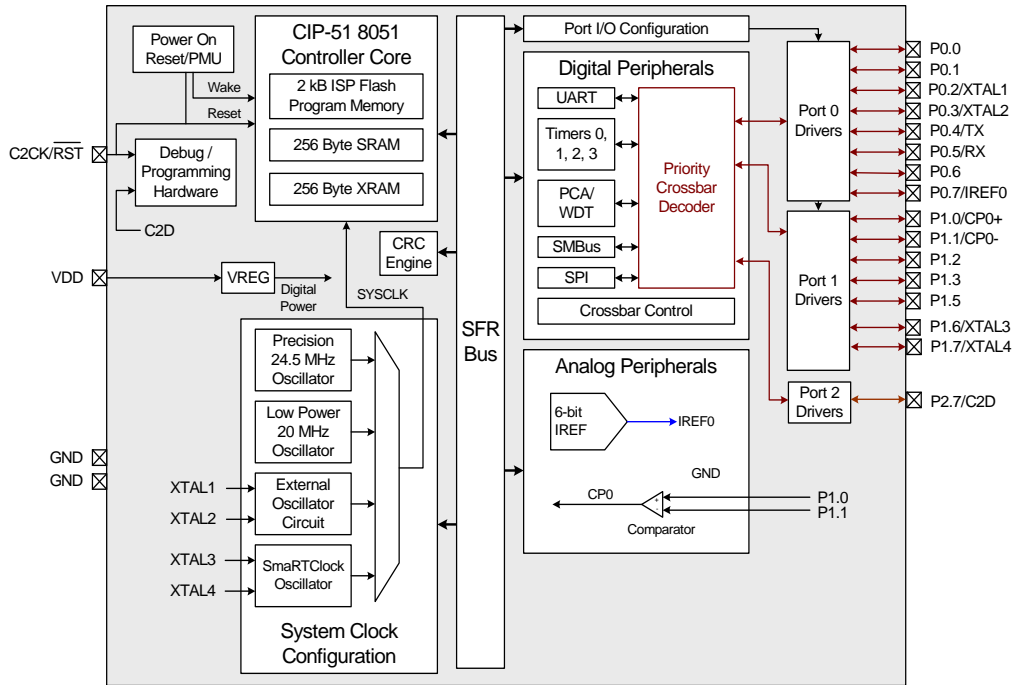 Power On
Reset/PMU
Wake
Reset
C2CK/RST
Debug /
Programming
Hardware
C2D
VDD
VREG
Digital
Power
GND
GND
CIP-51 8051
Controller Core
2 kB ISP Flash
Program Memory
256 Byte SRAM
256 Byte XRAM
CRC
Engine
SYSCLK
Precision
24.5 MHz
Oscillator
Low Power
20 MHz
Oscillator
XTAL1
XTAL2
External
Oscillator
Circuit
XTAL3
XTAL4
SmaRTClock
Oscillator
System Clock
Configuration
SFR
Bus
Port I/O Configuration
Digital Peripherals
UART
Timers 0,
1, 2, 3
PCA/
WDT
SMBus
SPI
Priority
Crossbar
Decoder
Crossbar Control
Analog Peripherals
6-bit
IREF
IREF0
GND
CP0
+
-
Comparator
P1.0
P1.1
Port 0
Drivers
Port 1
Drivers
Port 2
Drivers
P0.0
P0.1
P0.2/XTAL1
P0.3/XTAL2
P0.4/TX
P0.5/RX
P0.6
P0.7/IREF0
P1.0/CP0+
P1.1/CP0-
P1.2
P1.3
P1.5
P1.6/XTAL3
P1.7/XTAL4
P2.7/C2D